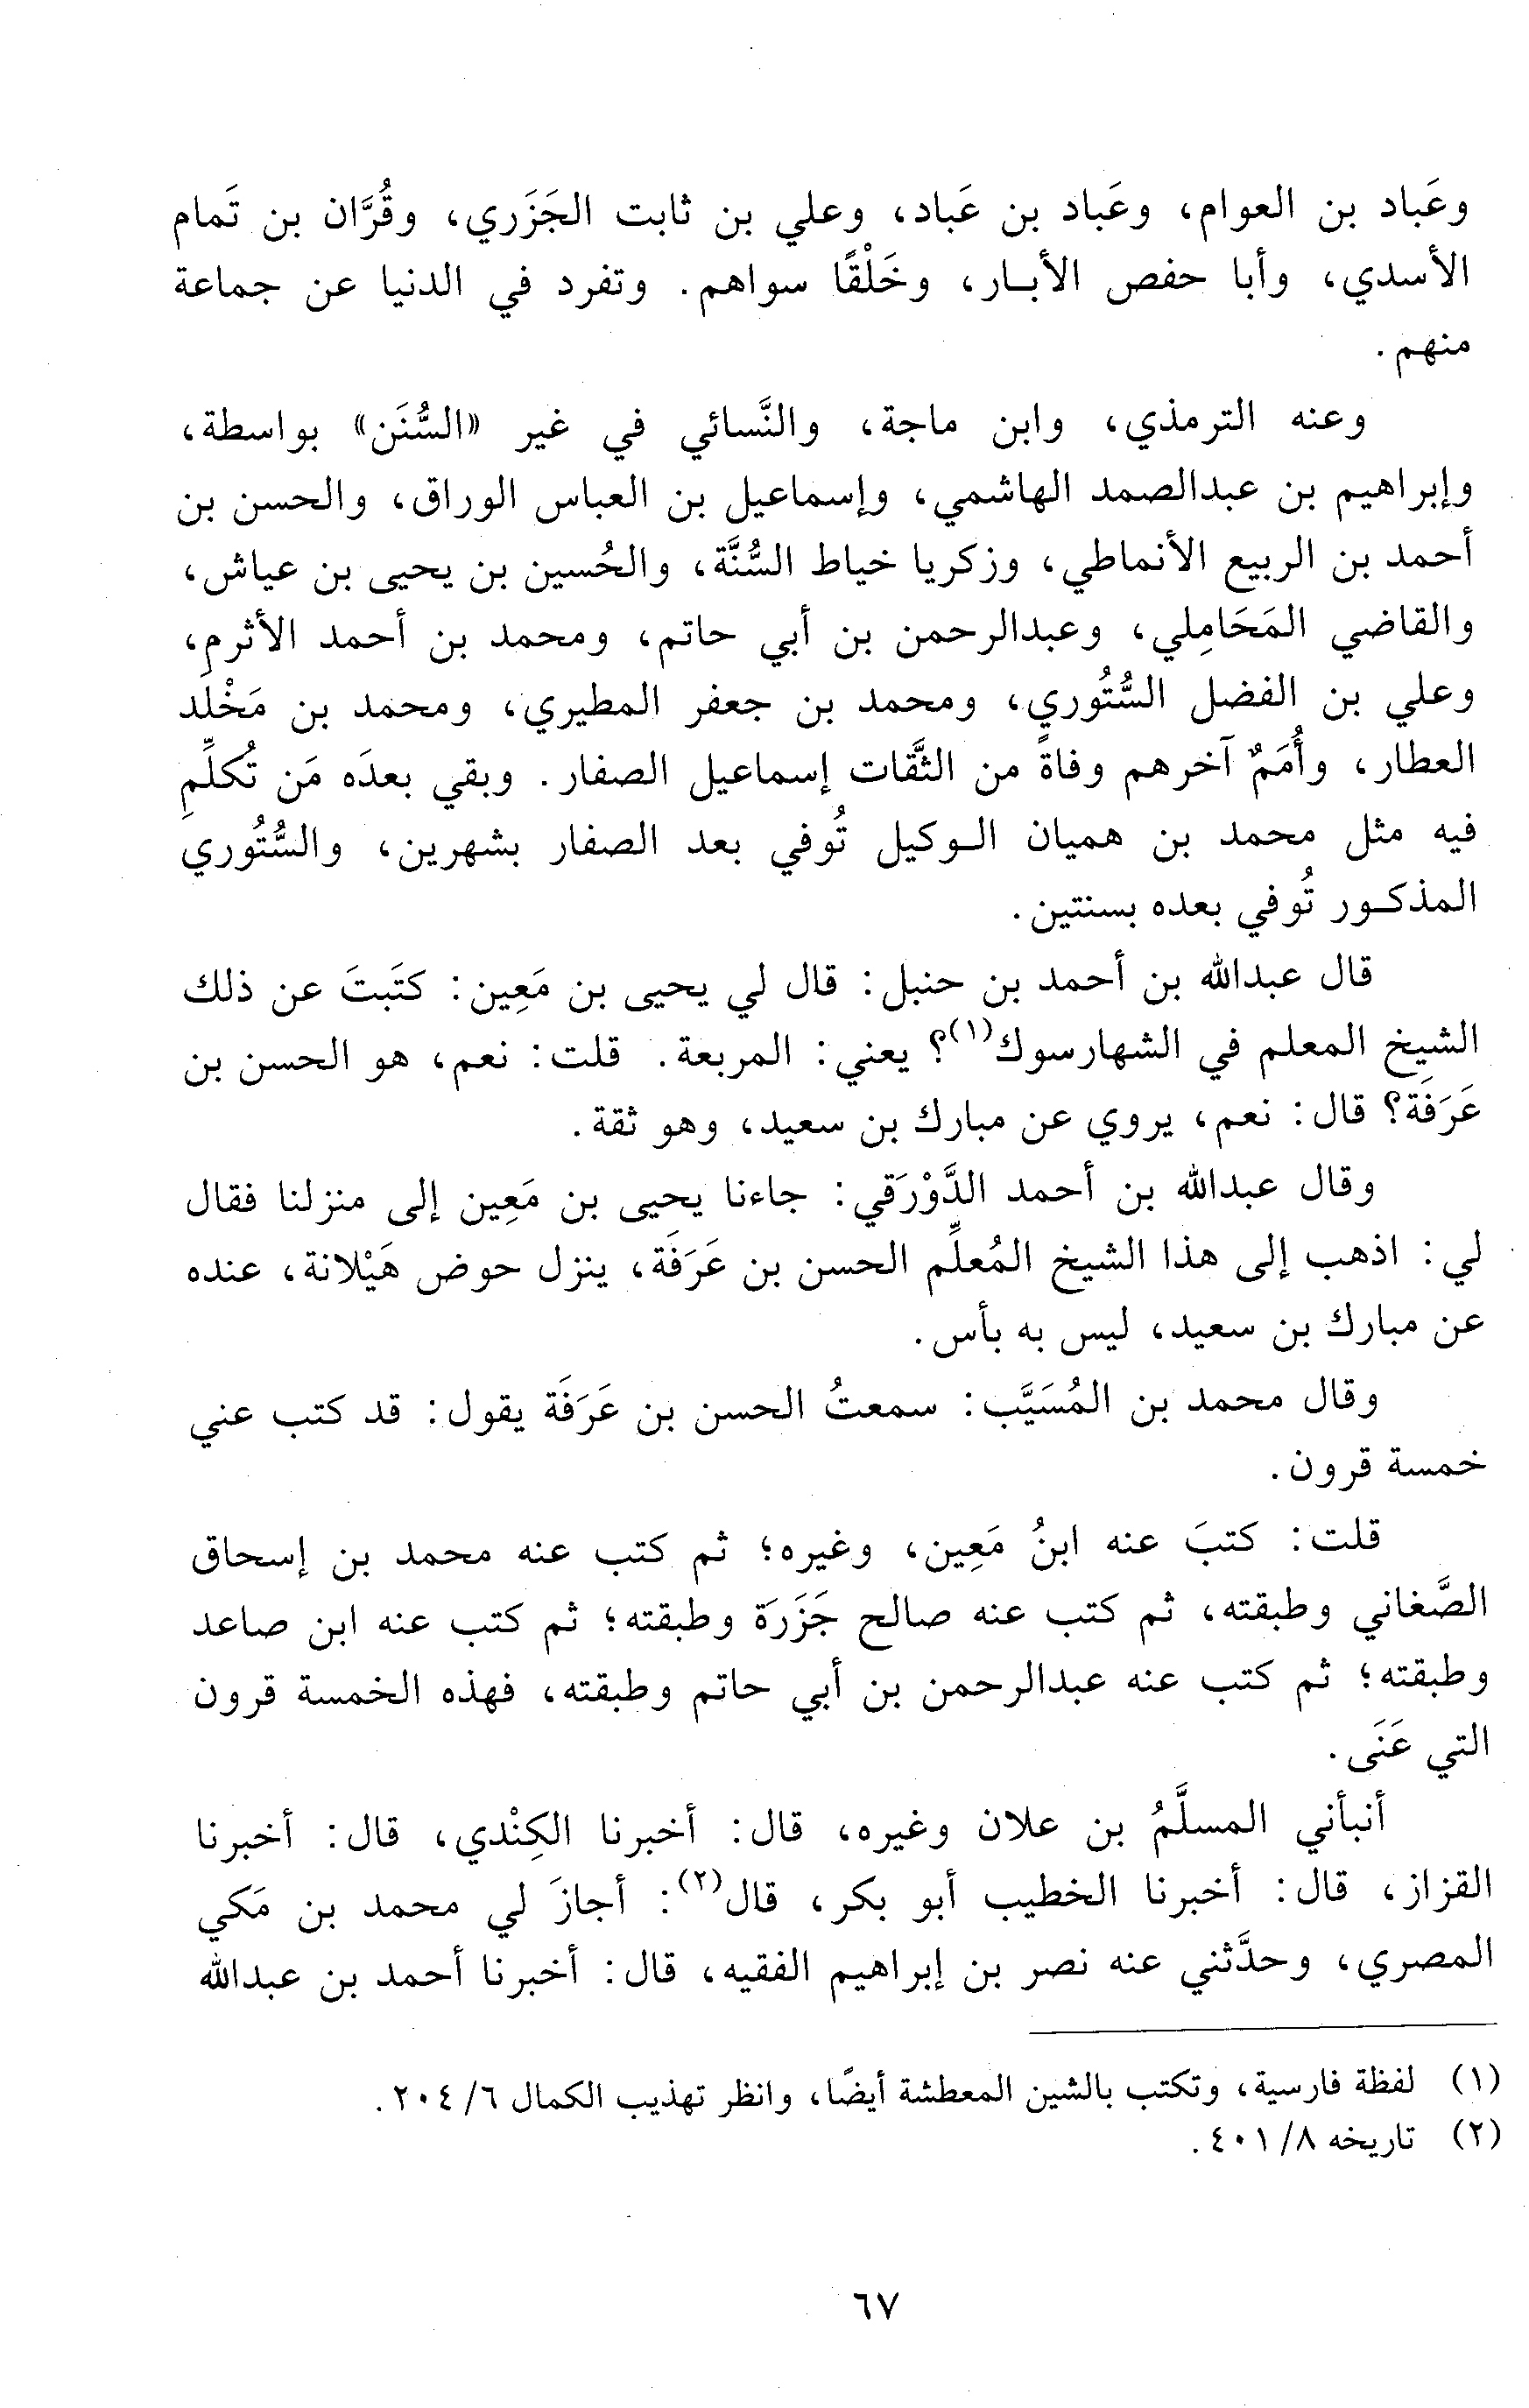 وعَباد بن العوام، وعَباد بن عَباد، وعلي بن ثابت الجَزَري، وقُرَّان بن تَمام
الأسدي، وأبا حفص الأبـار، وخَلْقًا سواهم. وتفرد في الدنيا عن جماعة
منهم.
وعنه الترمذي، وابن ماجة، والنَّسائي في غير «السُّنَن» بواسطة،
وإبراهيم بن عبدالصمد الهاشمي، وإسماعيل بن العباس الوراق، والحسن بن
أحمد بن الربيع الأنماطي، وزكريا خياط السُّنَّة، والحُسين بن يحيى بن عياش،
والقاضي المَحَامِلي، وعبدالرحمن بن أبي حاتم، ومحمد بن أحمد الأثرم،
وعلي بن الفضل السُّتُوري، ومحمد بن جعفر المطيري، ومحمد بن مَخْلَد
العطار، وأُمَمٌ آخرهم وفاةً من الثِّقات إسماعيل الصفار. وبقي بعدَه مَن تُكلِّم
فيه مثل محمد بن هميان الـوكيل تُوفي بعد الصفار بشهرين، والسُّتُوري
المذكـور تُوفي بعده بسنتين.
قال عبدالله بن أحمد بن حنبل: قال لي يحيى بن مَعِين: كتَبتَ عن ذلك
الشيخ المعلم في الشهارسوك(١)؟ يعني: المربعة. قلت: نعم، هو الحسن بن
عَرَفَة؟ قال: نعم، يروي عن مبارك بن سعيد، وهو ثقة.
وقال عبدالله بن أحمد الدَّوْرَقي: جاءنا يحيى بن مَعِين إلى منزلنا فقال
لي: اذهب إلى هذا الشيخ المُعلِّم الحسن بن عَرَفَة، ينزل حوض هَيْلانة، عنده
عن مبارك بن سعيد، ليس به بأس.
وقال محمد بن المُسَيَّب: سمعتُ الحسن بن عَرَفَة يقول: قد كتب عني
خمسة قرون.
قلت: كتبَ عنه ابنُ مَعِين، وغيره؛ ثم كتب عنه محمد بن إسحاق
الصَّغاني وطبقته، ثم كتب عنه صالح جَزَرَة وطبقته؛ ثم كتب عنه ابن صاعد
وطبقته؛ ثم كتب عنه عبدالرحمن بن أبي حاتم وطبقته، فهذه الخمسة قرون
التي عَنَى.
أنبأني المسلَّمُ بن علان وغيره، قال: أخبرنا الكِنْدي، قال: أخبرنا
القزاز، قال: أخبرنا الخطيب أبو بكر، قال(٢): أجازَ لي محمد بن مَكي
المصري، وحدَّثني عنه نصر بن إبراهيم الفقيه، قال: أخبرنا أحمد بن عبدالله
(١) لفظة فارسية، وتكتب بالشين المعطشة أيضًا، وانظر تهذيب الكمال ٦/ ٢٠٤.
(٢) تاريخه ٨/ ٤٠١.
٦٧